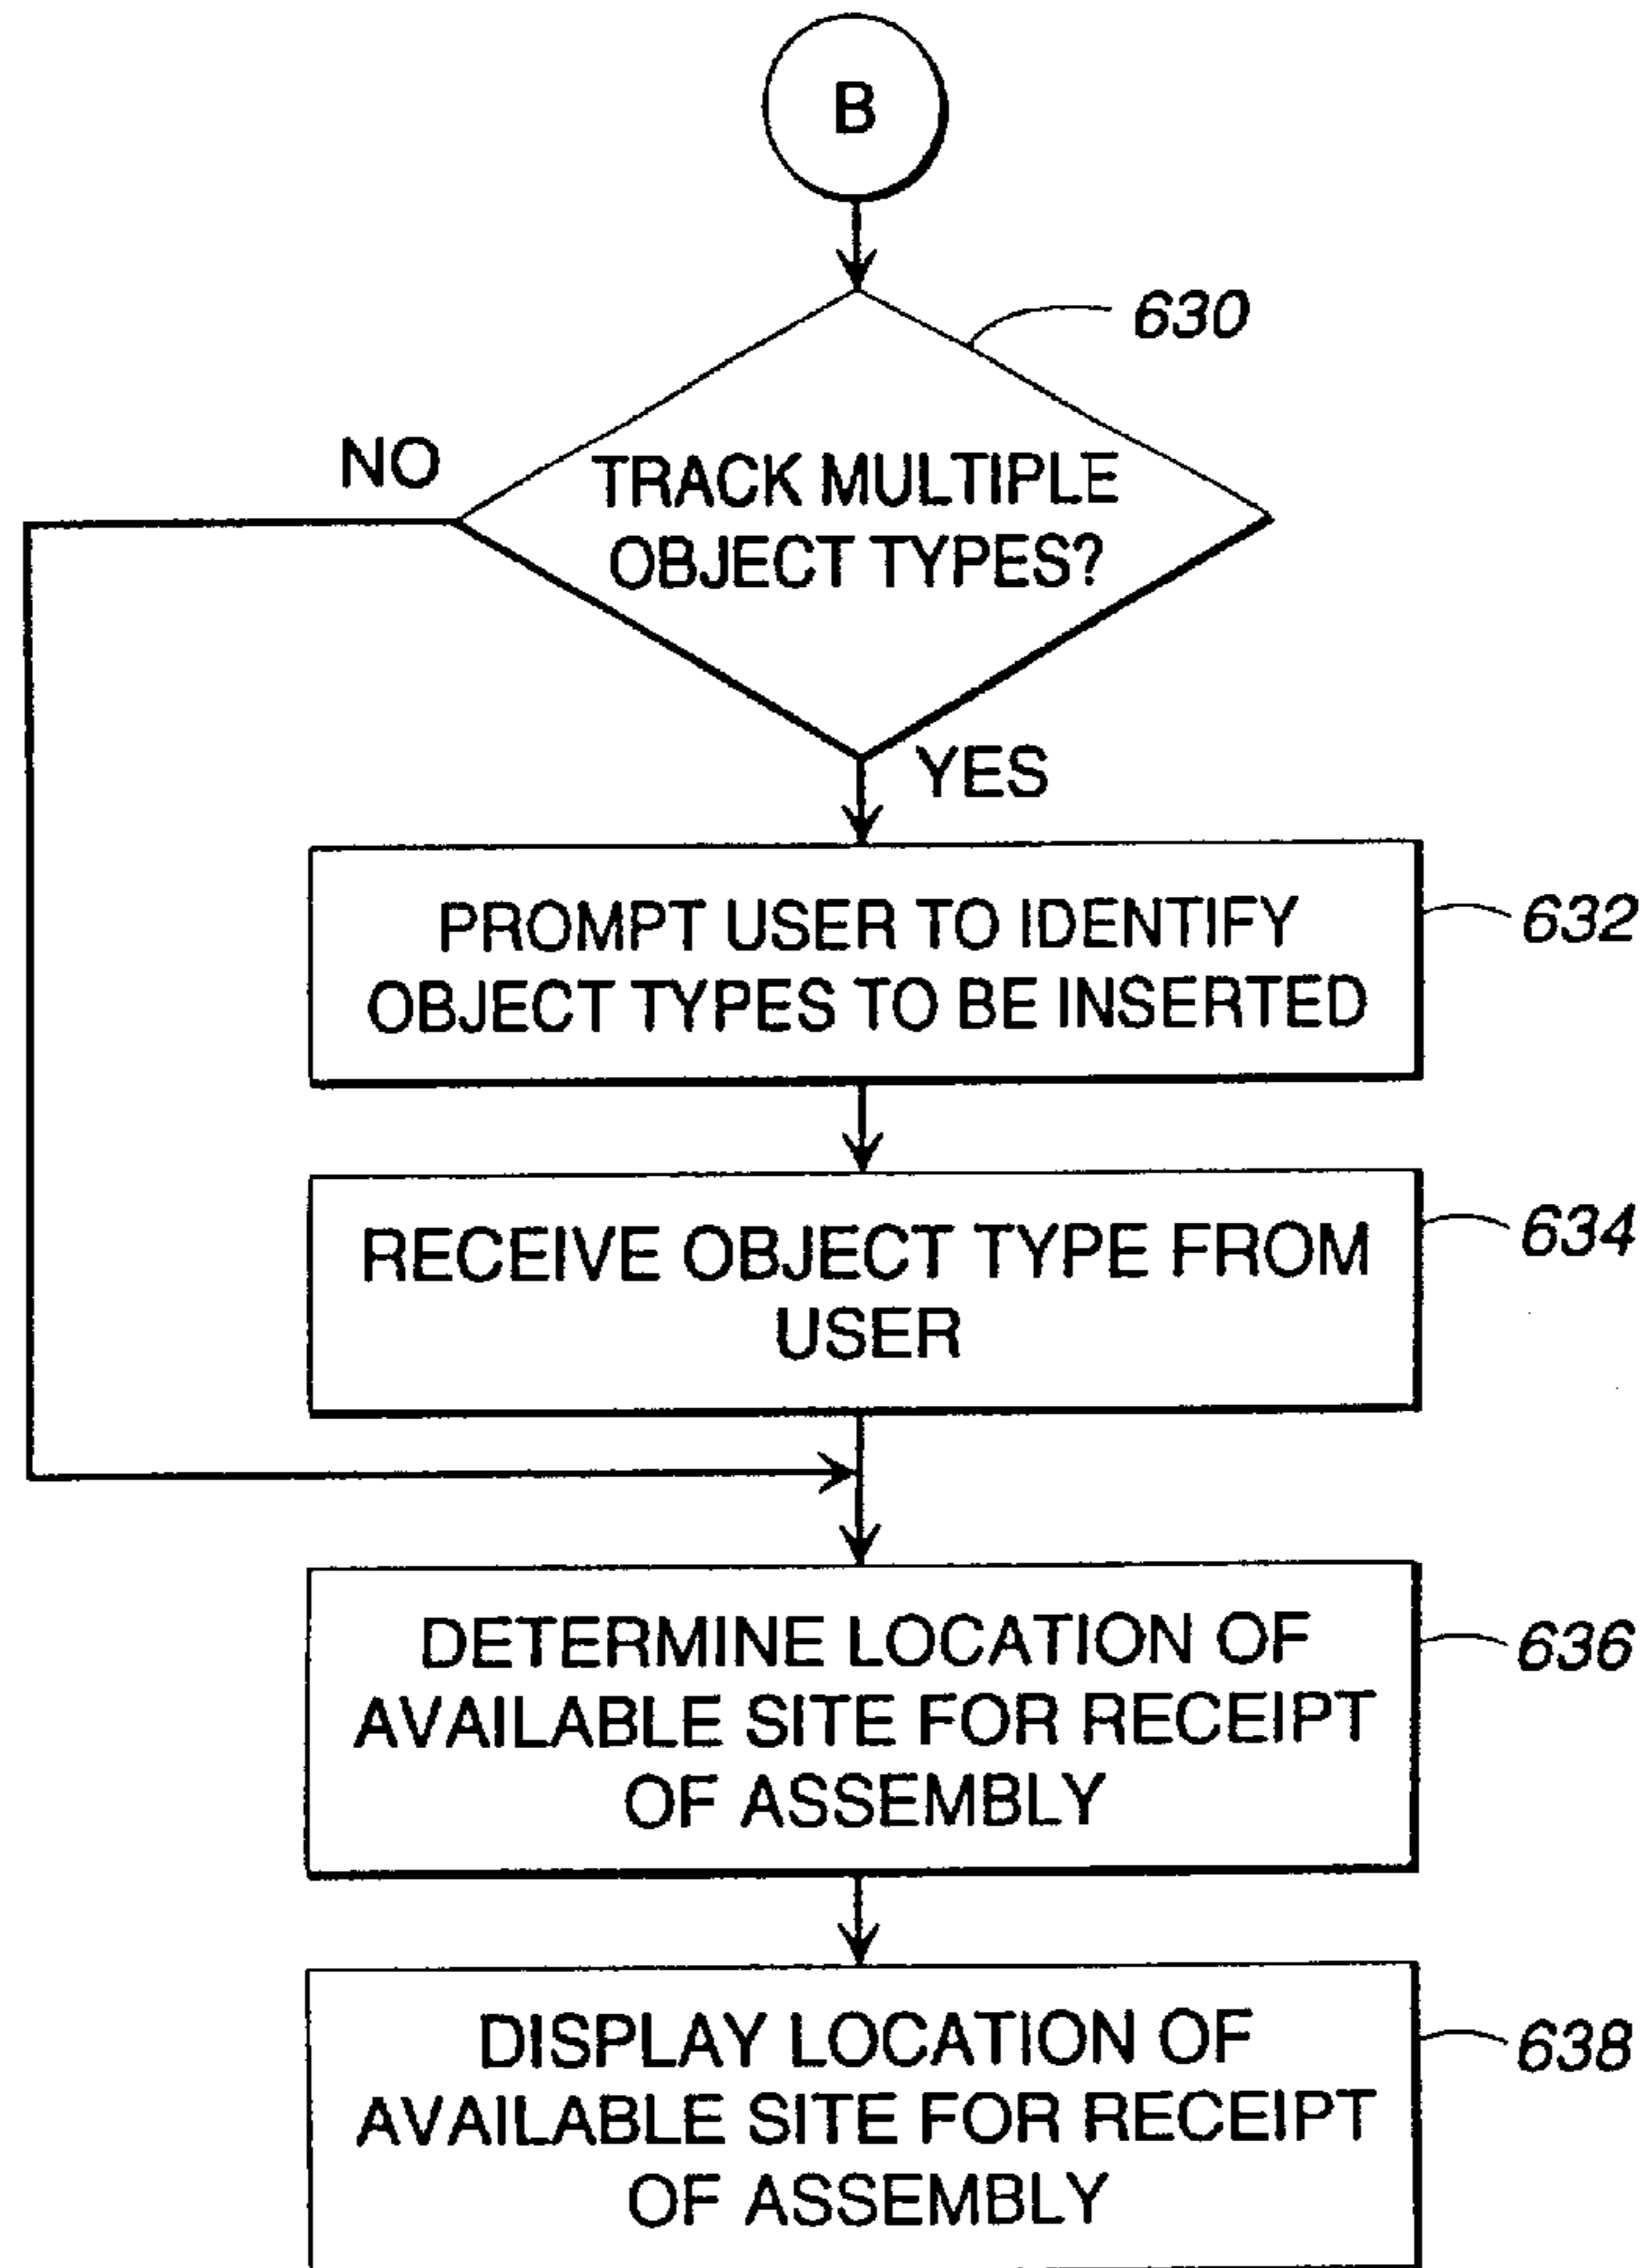 B
630
NO
TRACK MULTIPLE
OBJECT TYPES?
YES
PROMPT USER TO IDENTIFY
OBJECT TYPES TO BE INSERTED
632
RECEIVE OBJECT TYPE FROM
USER
634
DETERMINE LOCATION OF
AVAILABLE SITE FOR RECEIPT
OF ASSEMBLY
636
DISPLAY LOCATION OF
AVAILABLE SITE FOR RECEIPT
OF ASSEMBLY
638